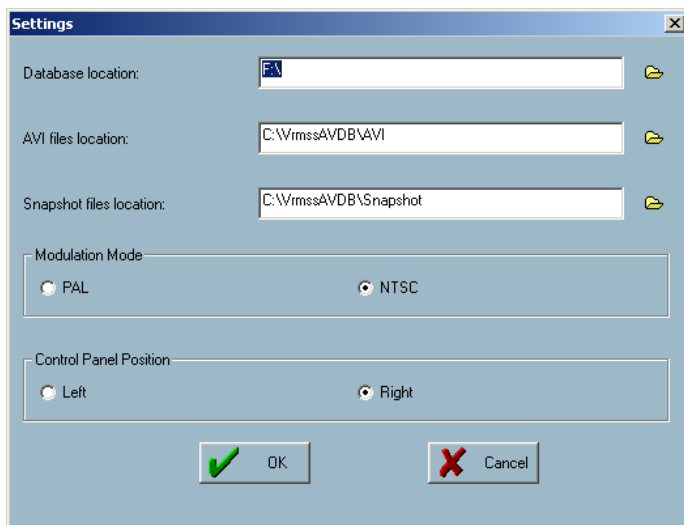 Settings
Database location:
F:\
AVI files location:
C:\VrmssAVDB\AVI
Snapshot files location:
C:\VrmssAVDB\Snapshot
Modulation Mode
PAL NTSC
Control Panel Position
Left Right
OK Cancel